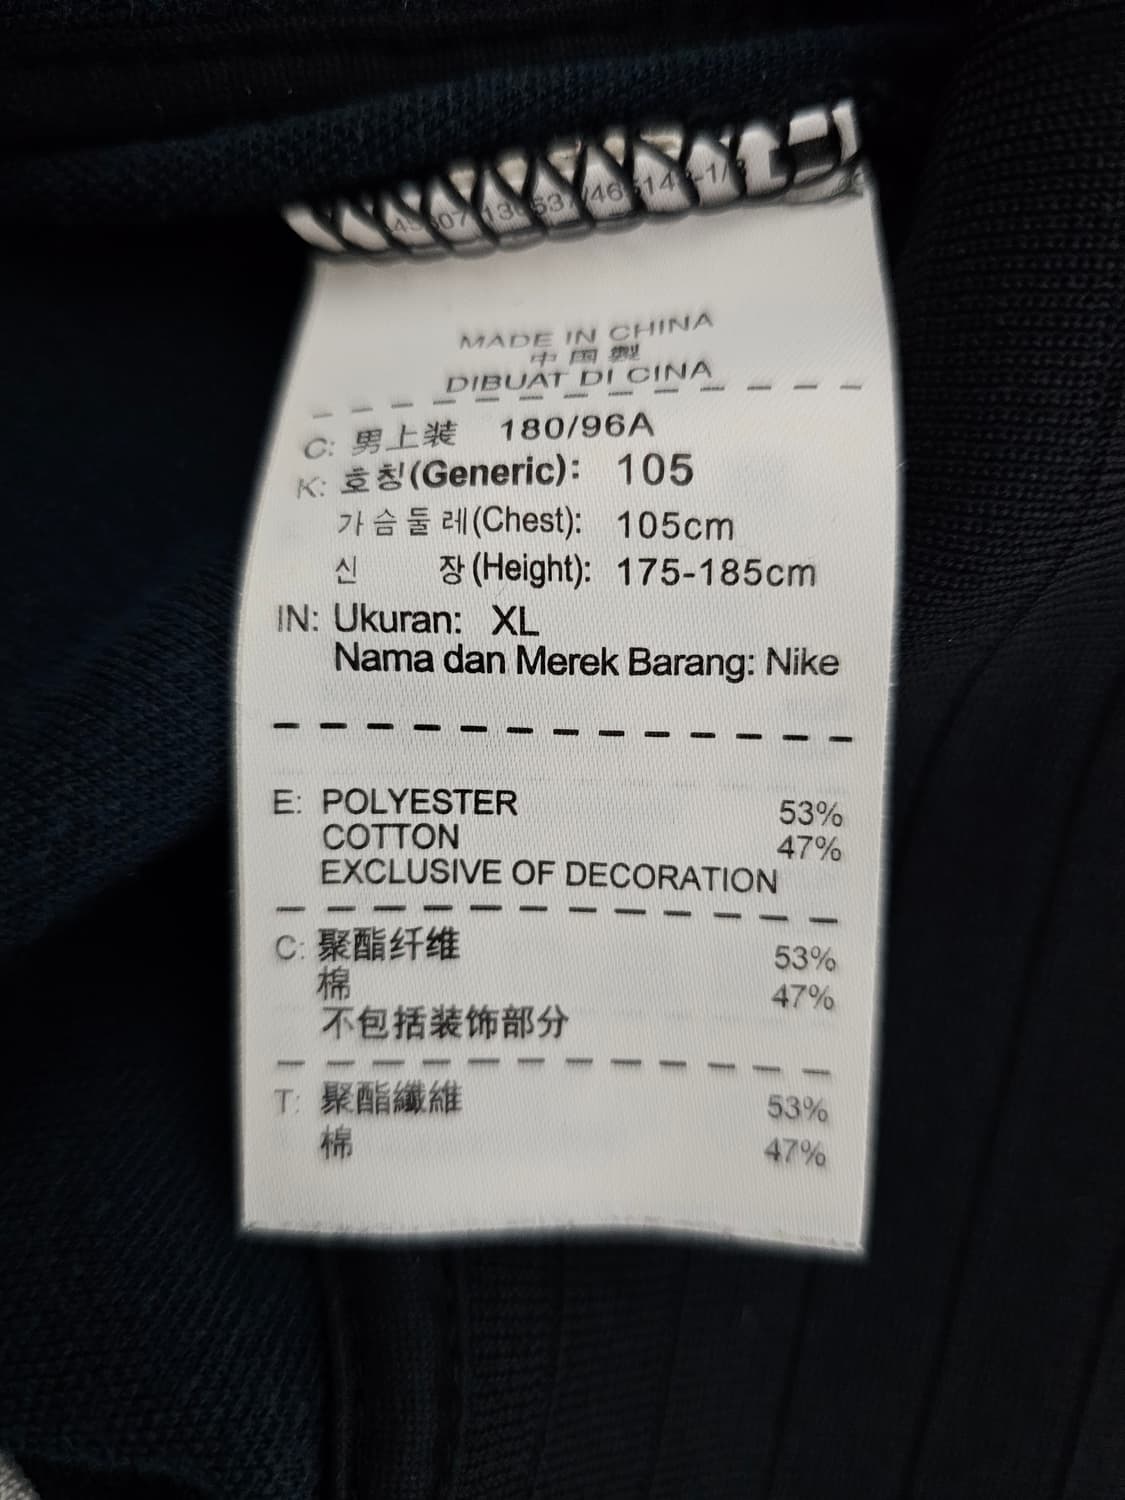 MADE IN CHINA
中国製
DIBUAT DI CINA
C: 男上装 180/96A
K: 호칭(Generic): 105
가슴둘레(Chest): 105cm
신 장(Height): 175-185cm
IN: Ukuran: XL
Nama dan Merek Barang: Nike
E: POLYESTER 53%
COTTON 47%
EXCLUSIVE OF DECORATION
C: 聚酯纤维 53%
棉 47%
不包括装饰部分
T: 聚酯纖維 53%
棉 47%